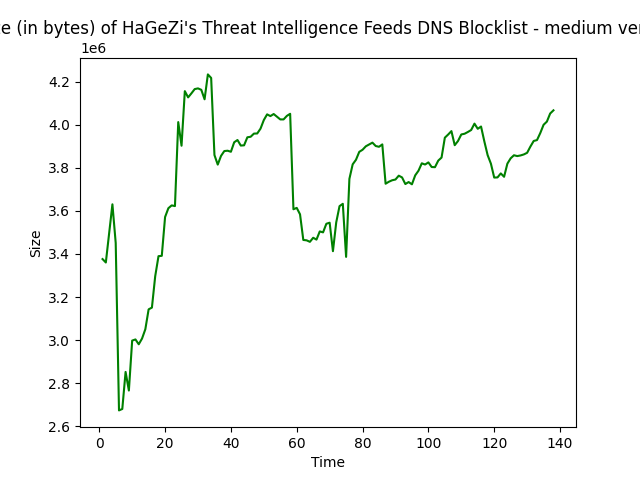 e (in bytes) of HaGeZi's Threat Intelligence Feeds DNS Blocklist - medium ver
1e6
4.2
4.0
3.8
3.6
3.4
3.2
3.0
2.8
2.6
Size
0 20 40 60 80 100 120 140
Time